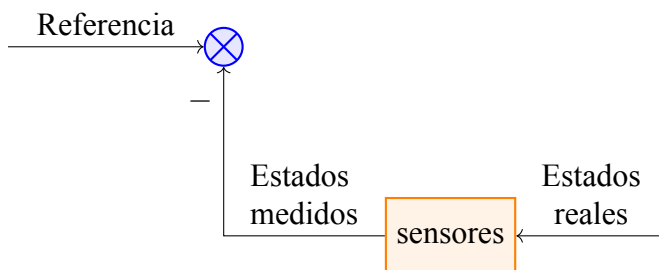 Referencia
−
Estados
medidos
sensores
Estados
reales